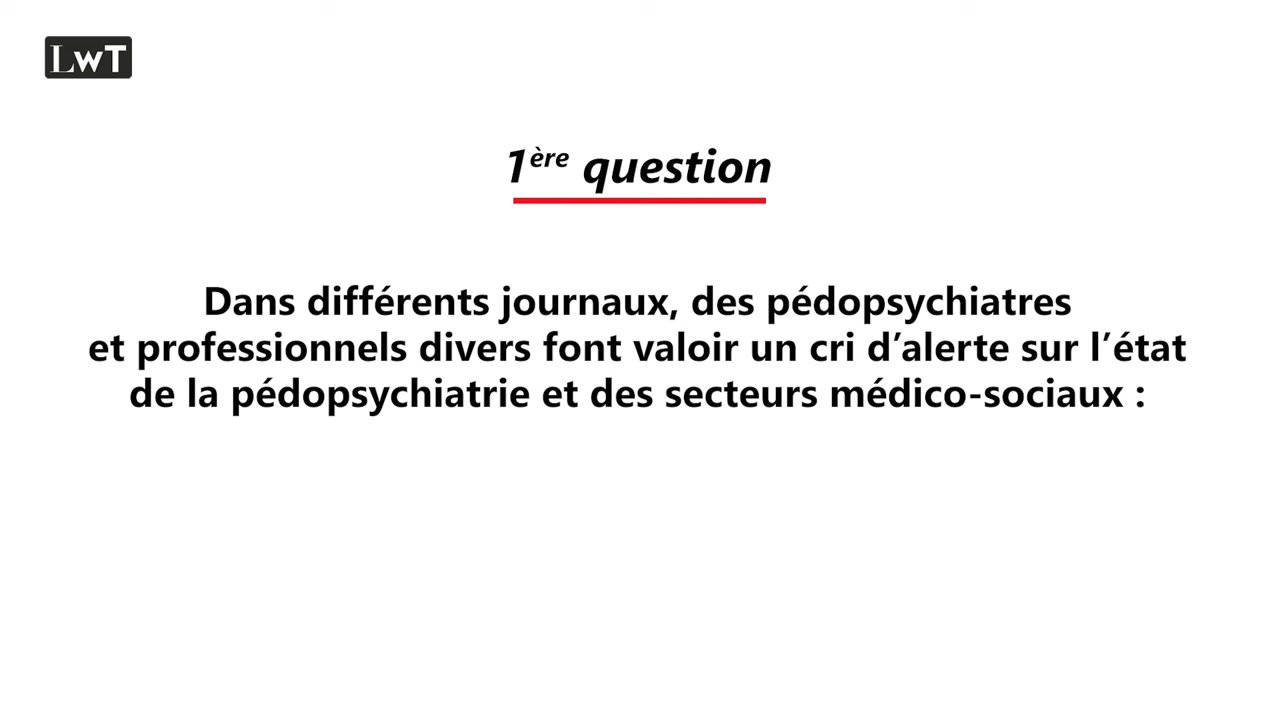 LwT
1ère question
Dans différents journaux, des pédopsychiatres
et professionnels divers font valoir un cri d’alerte sur l’état
de la pédopsychiatrie et des secteurs médico-sociaux :